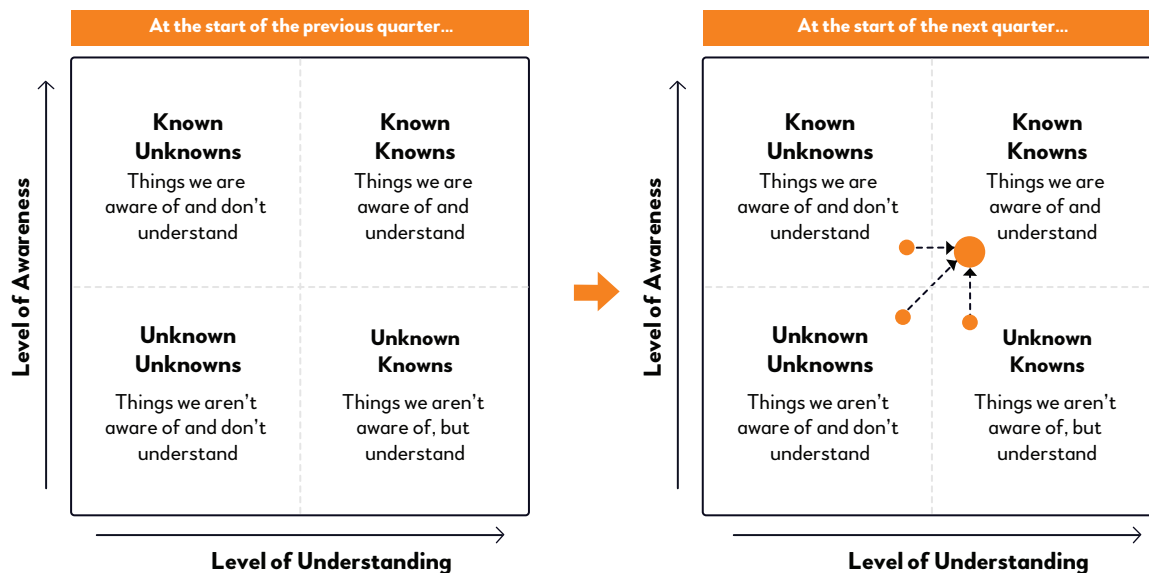 At the start of the previous quarter...
Level of Awareness
Known
Unknowns
Things we are
aware of and don't
understand
Known
Knowns
Things we are
aware of and
understand
Unknown
Unknowns
Things we aren't
aware of and don't
understand
Unknown
Knowns
Things we aren't
aware of, but
understand
Level of Understanding
At the start of the next quarter...
Level of Awareness
Known
Unknowns
Things we are
aware of and don't
understand
Known
Knowns
Things we are
aware of and
understand
Unknown
Unknowns
Things we aren't
aware of and don't
understand
Unknown
Knowns
Things we aren't
aware of, but
understand
Level of Understanding